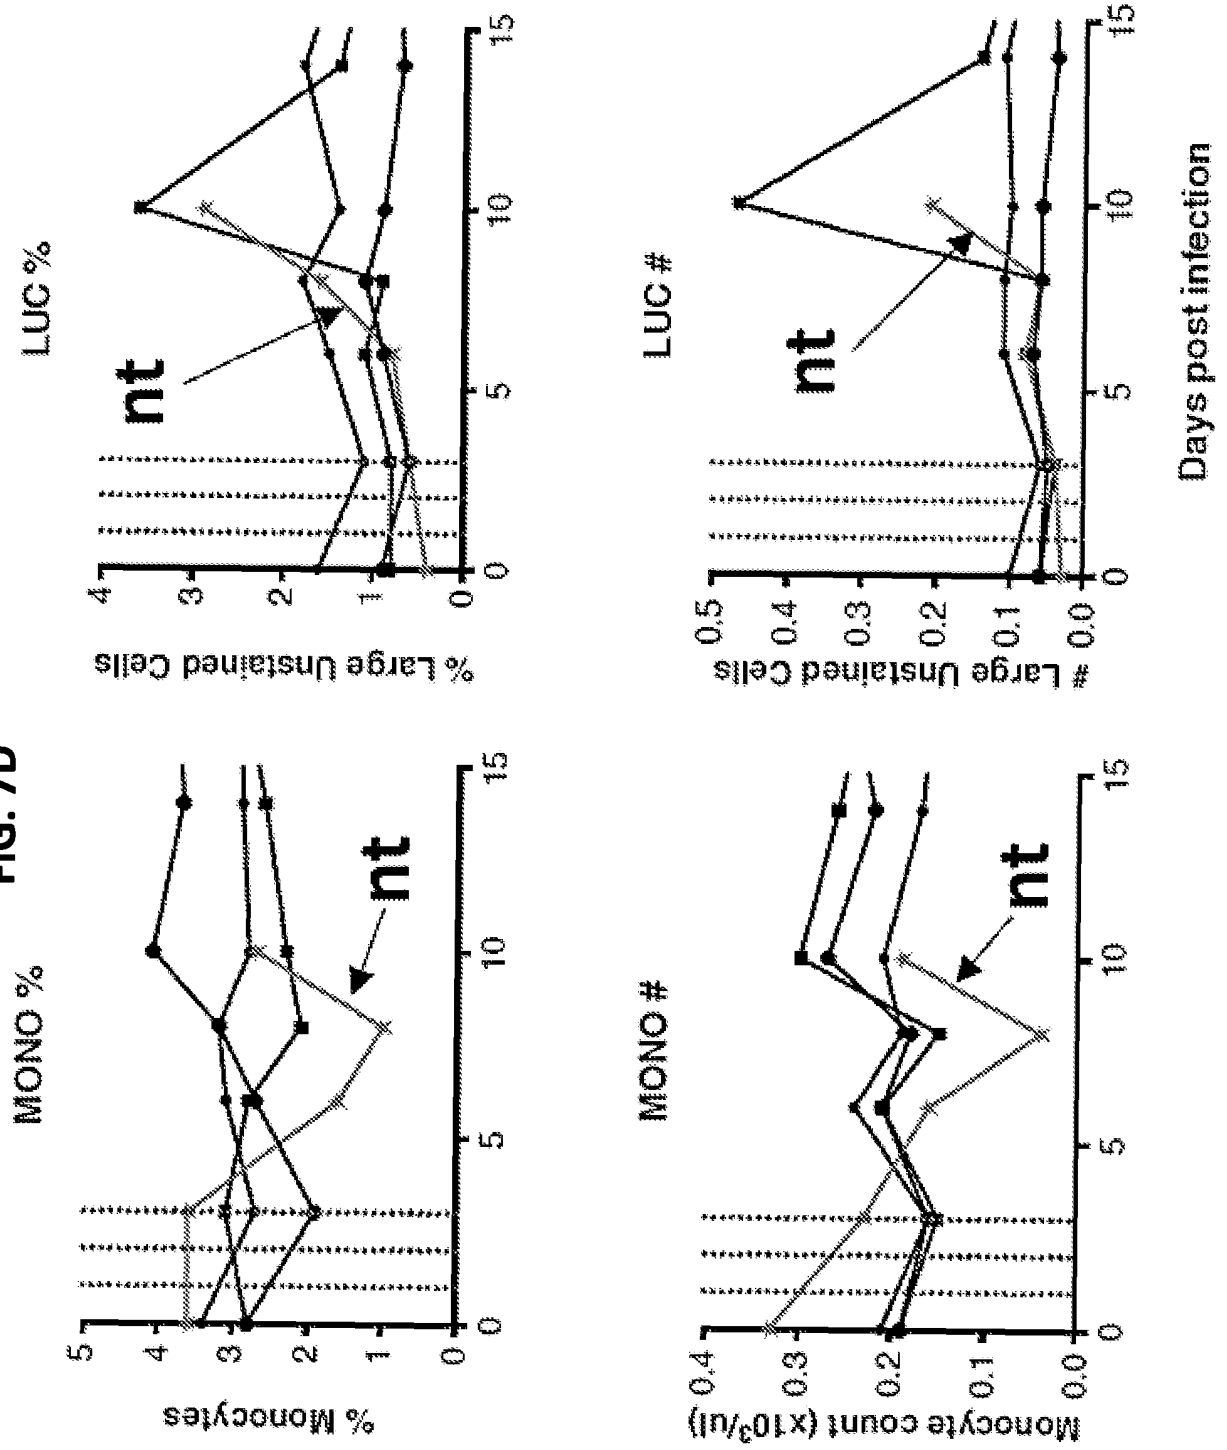 FIG. 7D
MONO %
% Monocytes
5
4
3
2
1
0
0
5
10
15
nt
LUC %
% Large Unstained Cells
4
3
2
1
0
0
5
10
15
nt
MONO #
Monocyte count (x10³/ul)
0.4
0.3
0.2
0.1
0.0
0
5
10
15
nt
LUC #
# Large Unstained Cells
0.5
0.4
0.3
0.2
0.1
0.0
0
5
10
15
nt
Days post infection